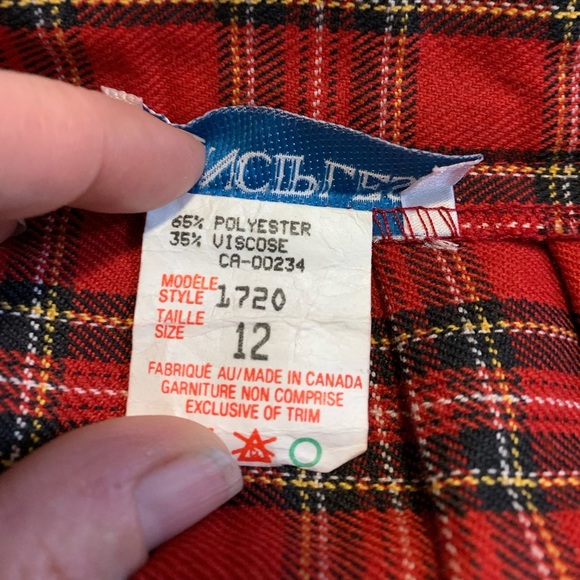 65% POLYESTER
35% VISCOSE
CA-00234
MODÈLE
STYLE 1720
TAILLE
SIZE 12
FABRIQUÉ AU/MADE IN CANADA
GARNITURE NON COMPRISE
EXCLUSIVE OF TRIM